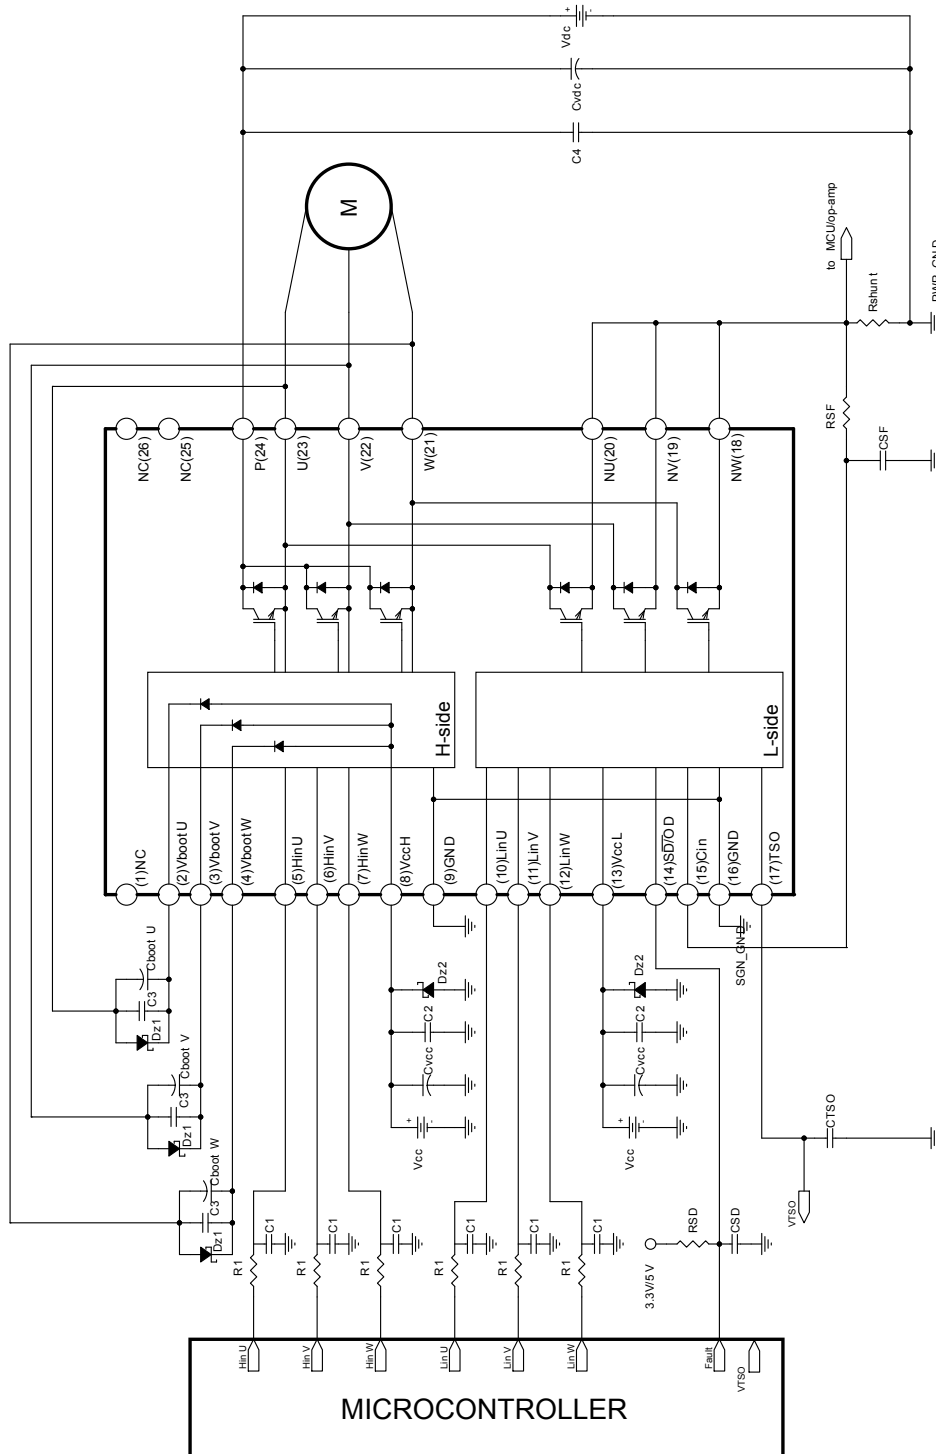 Vdc
+
-
Cvdc
C4
M
to MCU/op-amp
Rshunt
PWR_GND
RSF
CSF
NC(26)
NC(25)
P(24)
U(23)
V(22)
W(21)
NU(20)
NV(19)
NW(18)
H-side
L-side
(1)NC
(2)VbootU
(3)VbootV
(4)VbootW
(5)HinU
(6)HinV
(7)HinW
(8)VccH
(9)GND
(10)LinU
(11)LinV
(12)LinW
(13)VccL
(14)SD/OD
(15)Cin
(16)GND
(17)TSO
SGN_GND
Cboot U
C3
Dz1
Cboot V
C3
Dz1
Cboot W
C3
Dz1
Dz2
C2
Cvcc
+
-
Vcc
Dz2
C2
Cvcc
+
-
Vcc
CTSO
VTSO
R1
C1
R1
C1
R1
C1
R1
C1
R1
C1
R1
C1
3.3V/5V
RSD
CSD
Hin U
Hin V
Hin W
Lin U
Lin V
Lin W
Fault
VTSO
MICROCONTROLLER